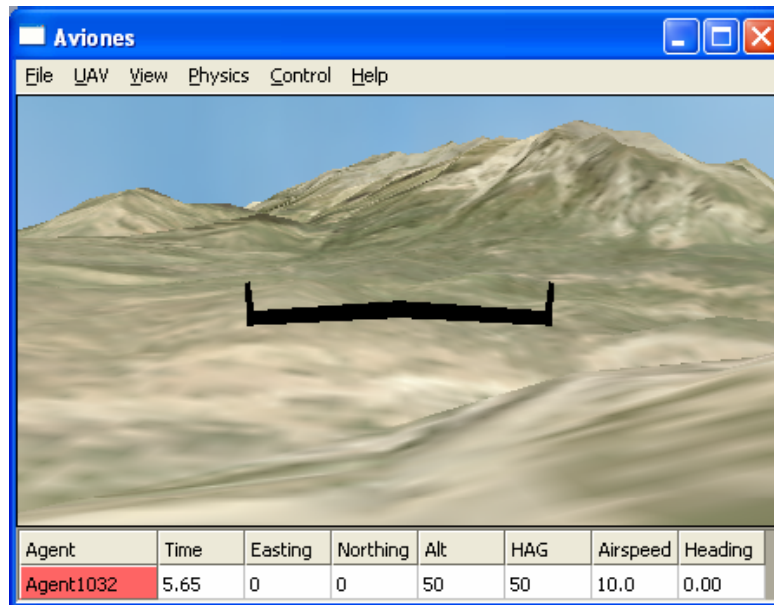 Aviones
File UAV View Physics Control Help
Agent Time Easting Northing Alt HAG Airspeed Heading
Agent1032 5.65 0 0 50 50 10.0 0.00